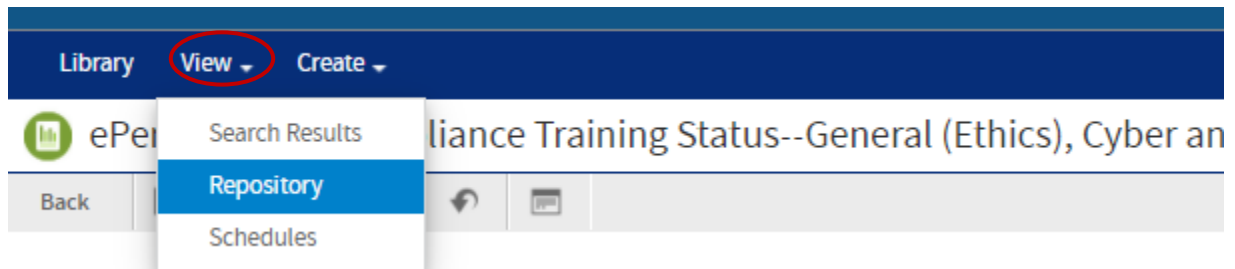 Library View Create
ePer
liance Training Status--General (Ethics), Cyber an
Search Results
Repository
Schedules
Back